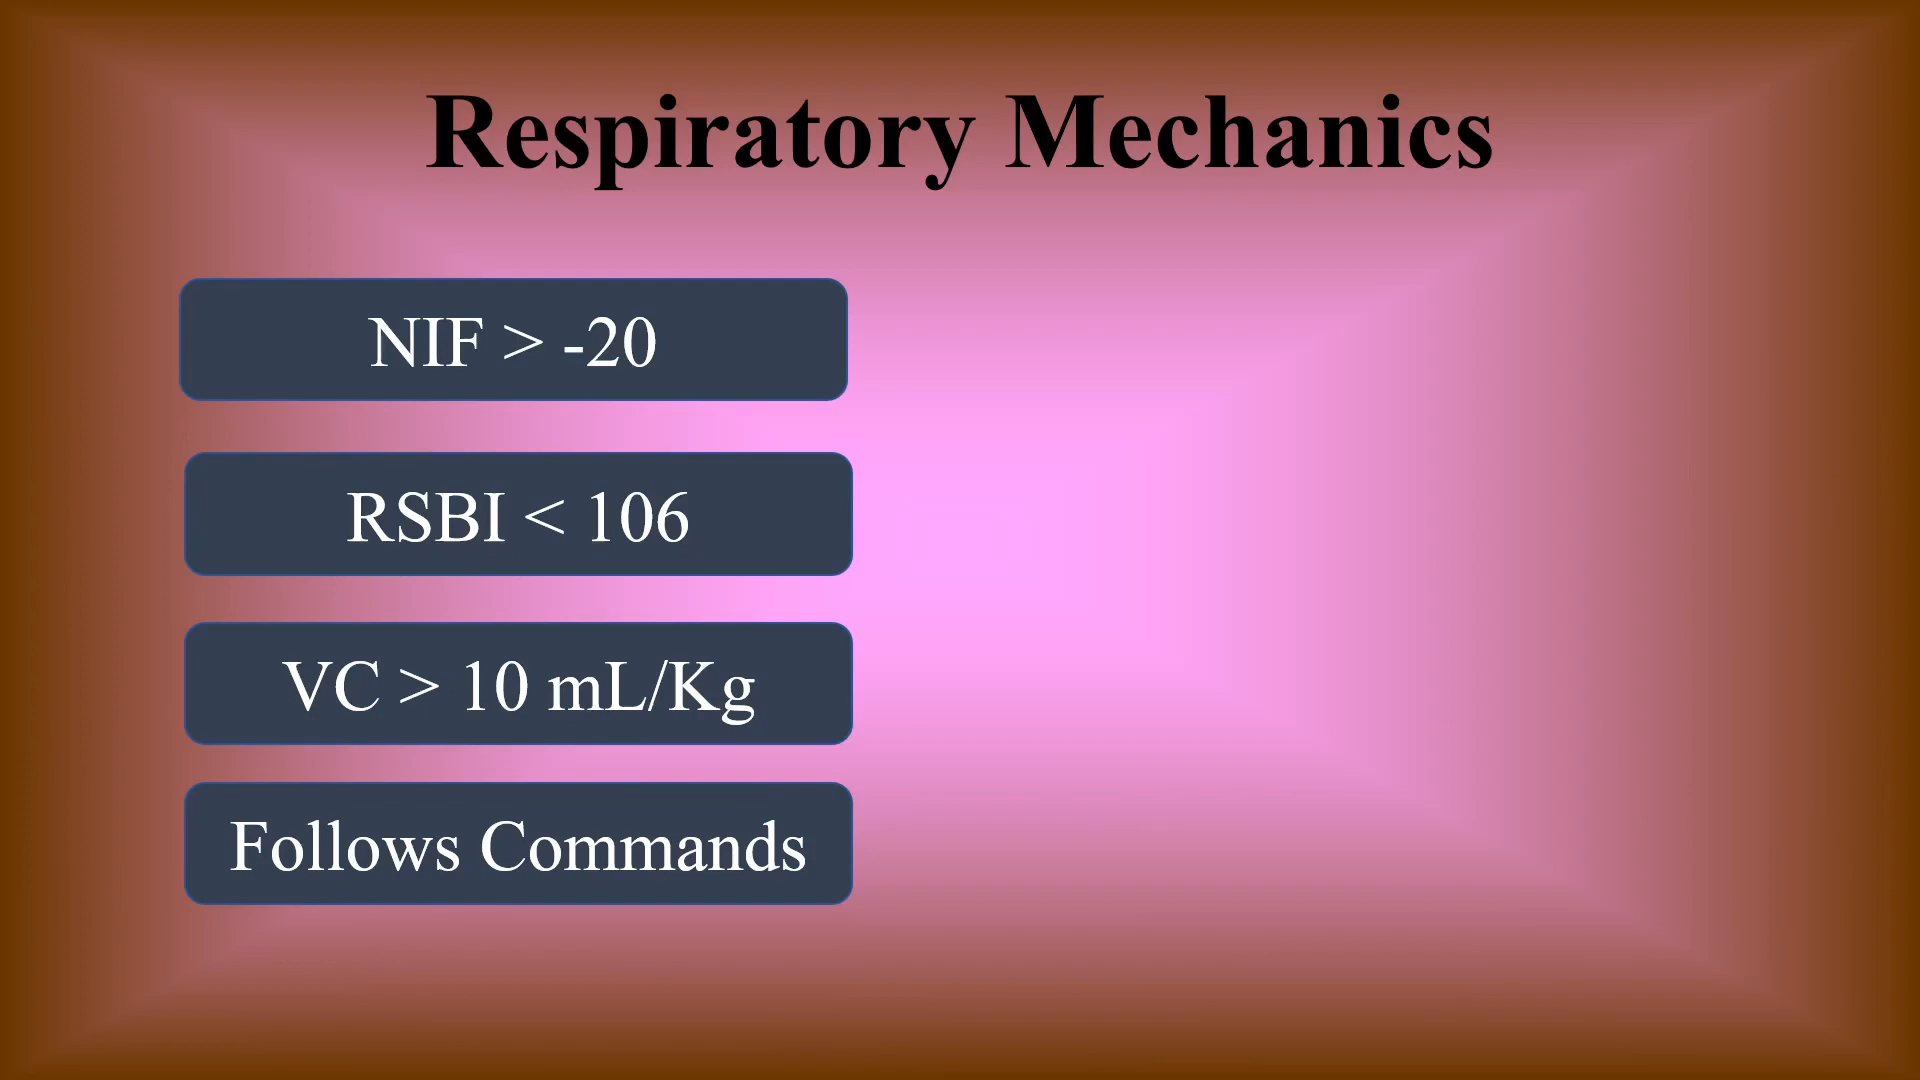 Respiratory Mechanics
NIF > -20
RSBI < 106
VC > 10 mL/Kg
Follows Commands